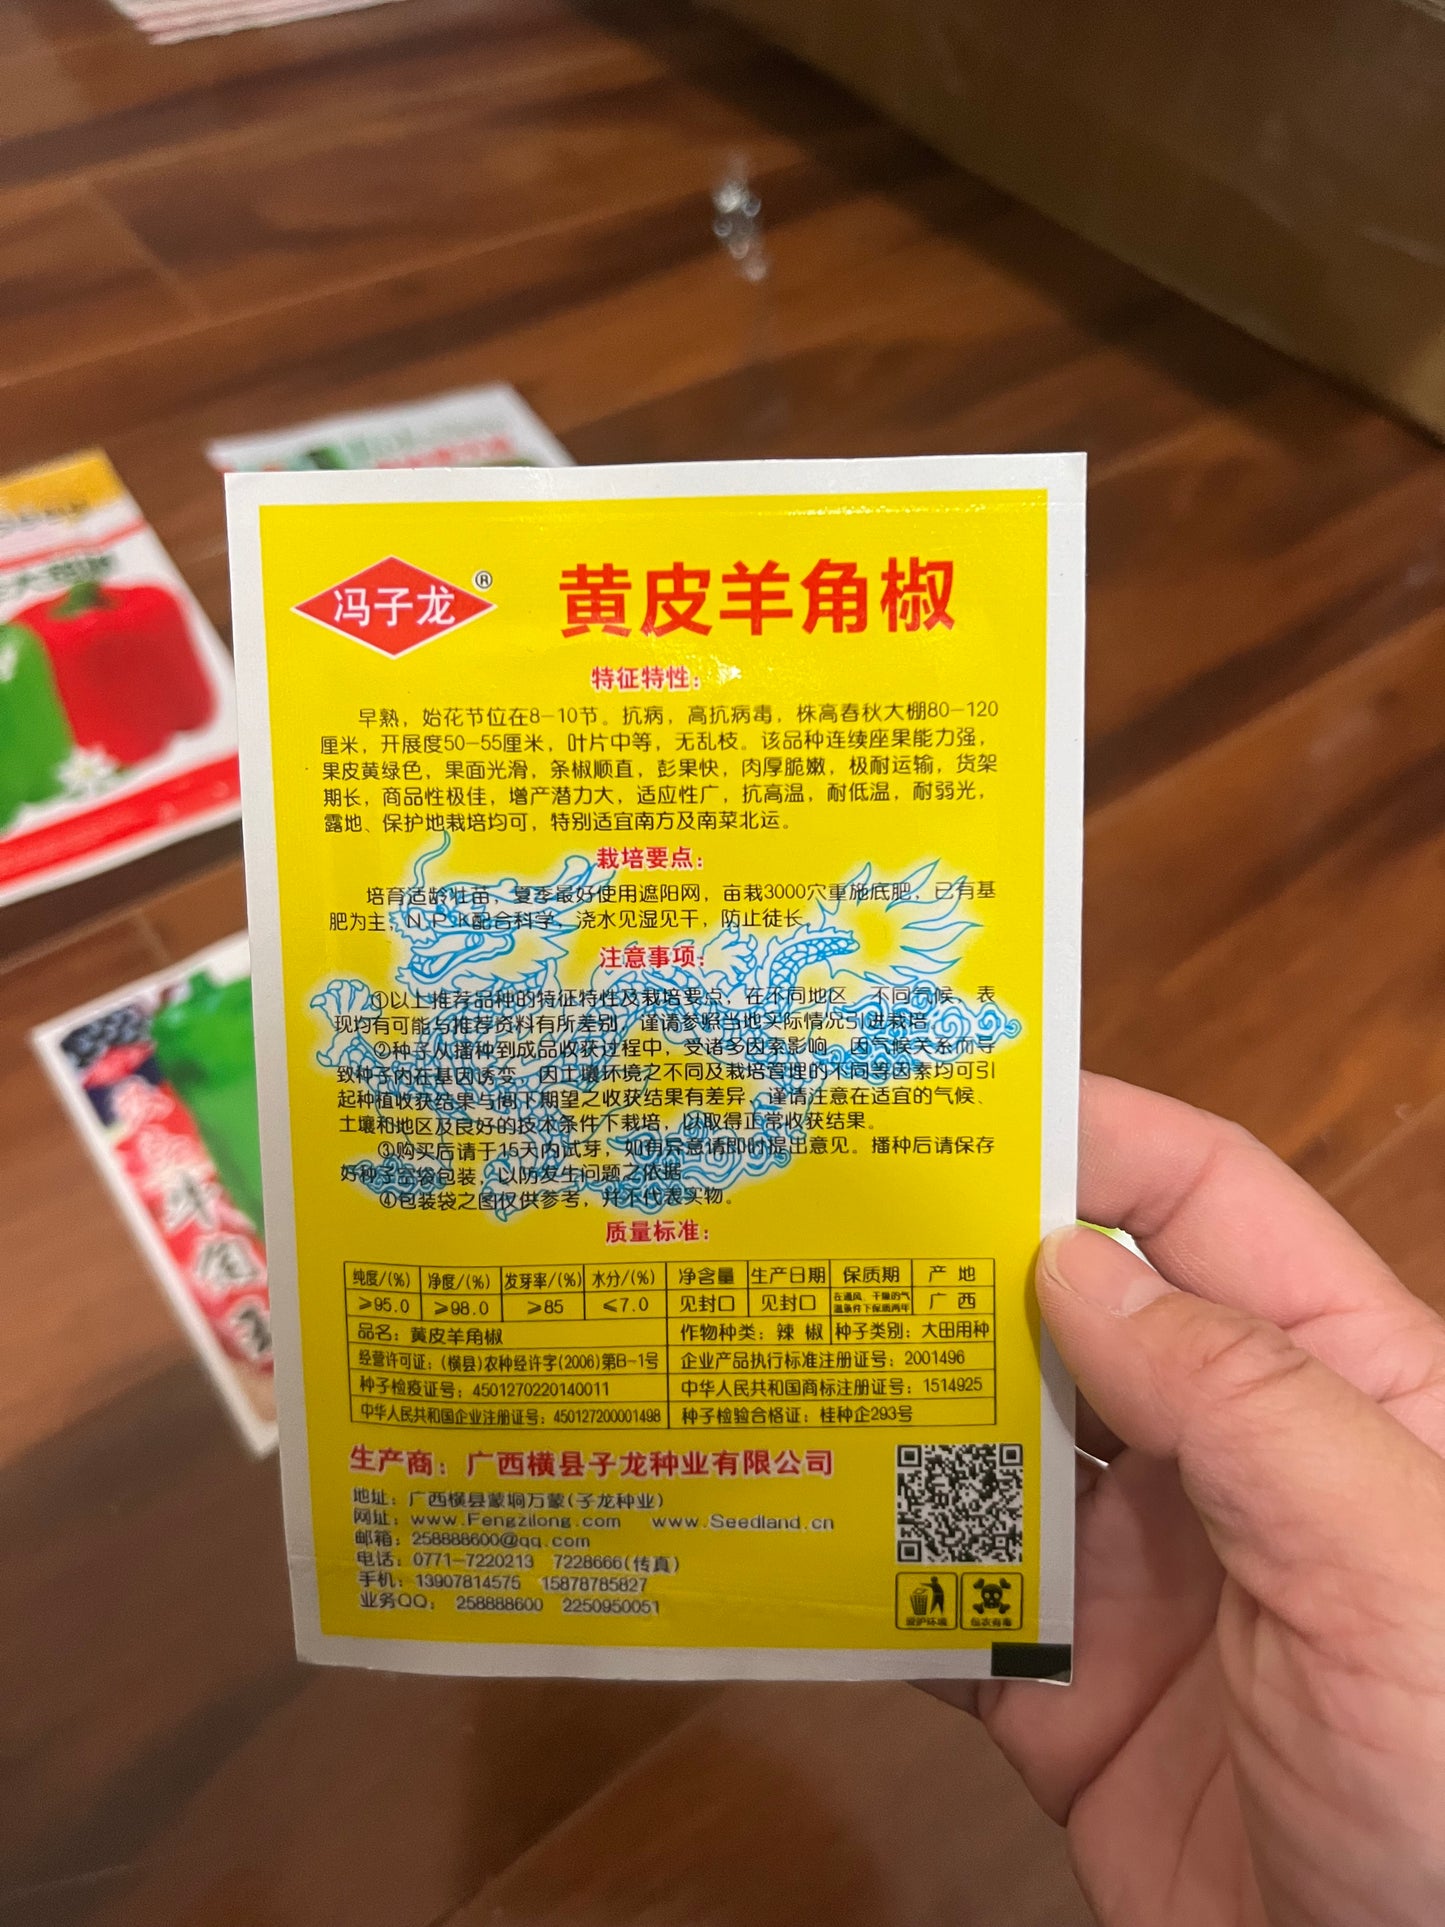 冯子龙®
黄皮羊角椒
特征特性：
早熟，始花节位在8—10节。抗病，高抗病毒，株高春秋大棚80—120
厘米，开展度50—55厘米，叶片中等，无乱枝。该品种连续座果能力强，
果皮黄绿色，果面光滑，条椒顺直，彭果快，肉厚脆嫩，极耐运输，货架
期长，商品性极佳，增产潜力大，适应性广，抗高温，耐低温，耐弱光，
露地、保护地栽培均可，特别适宜南方及南菜北运。
栽培要点：
培育适龄壮苗，夏季最好使用遮阳网，亩栽3000穴重施底肥，已有基
肥为主，N.P.K配合科学，浇水见湿见干，防止徒长。
注意事项：
①以上推荐品种的特征特性及栽培要点，在不同地区、不同气候，表
现均有可能与推荐资料有所差别，谨请参照当地实际情况引进栽培。
②种子从播种到成品收获过程中，受诸多因素影响，因气候关系而导
致种子内在基因诱变，因土壤环境之不同及栽培管理的不同等因素均可引
起种植收获结果与阁下期望之收获结果有差异，谨请注意在适宜的气候、
土壤和地区及良好的技术条件下栽培，以取得正常收获结果。
③购买后请于15天内试芽，如有异意请即时提出意见。播种后请保存
好种子空袋包装，以防发生问题之依据。
④包装袋之图仅供参考，并不代表实物。
质量标准：
纯度/(%) 净度/(%) 发芽率/(%) 水分/(%) 净含量 生产日期 保质期 产 地
≥95.0 ≥98.0 ≥85 ≤7.0 见封口 见封口 在通风、干燥的气温条件下保质两年 广 西
品名：黄皮羊角椒 作物种类：辣 椒 种子类别：大田用种
经营许可证：(横县)农种经许字(2006)第B-1号 企业产品执行标准注册证号：2001496
种子检疫证号：4501270220140011 中华人民共和国商标注册证号：1514925
中华人民共和国企业注册证号：450127200001498 种子检验合格证：桂种企293号
生产商：广西横县子龙种业有限公司
地址：广西横县蒙垌万蒙(子龙种业)
网址：www.Fengzilong.com www.Seedland.cn
邮箱：258888600@qq.com
电话：0771-7220213 7228666(传真)
手机：13907814575 15878785827
业务QQ： 258888600 2250950051
爱护环境
包衣有毒